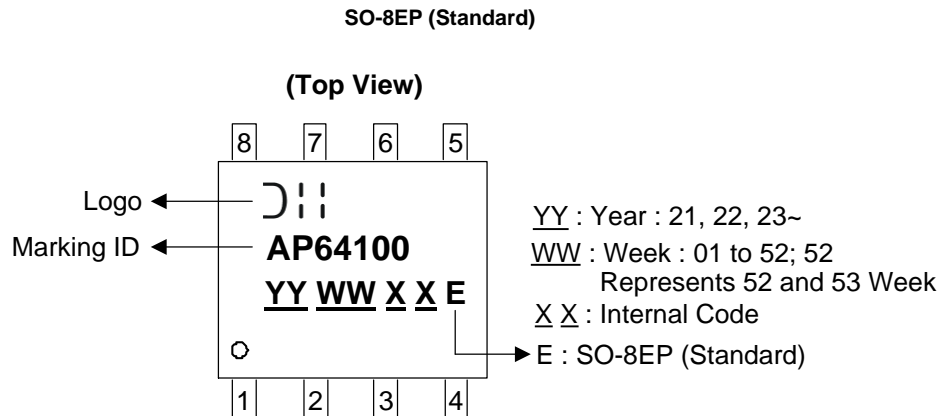 SO-8EP (Standard)
(Top View)
8 7 6 5
Logo
Marking ID
AP64100
YY WW X X E
YY : Year : 21, 22, 23~
WW : Week : 01 to 52; 52
Represents 52 and 53 Week
X X : Internal Code
E : SO-8EP (Standard)
1 2 3 4